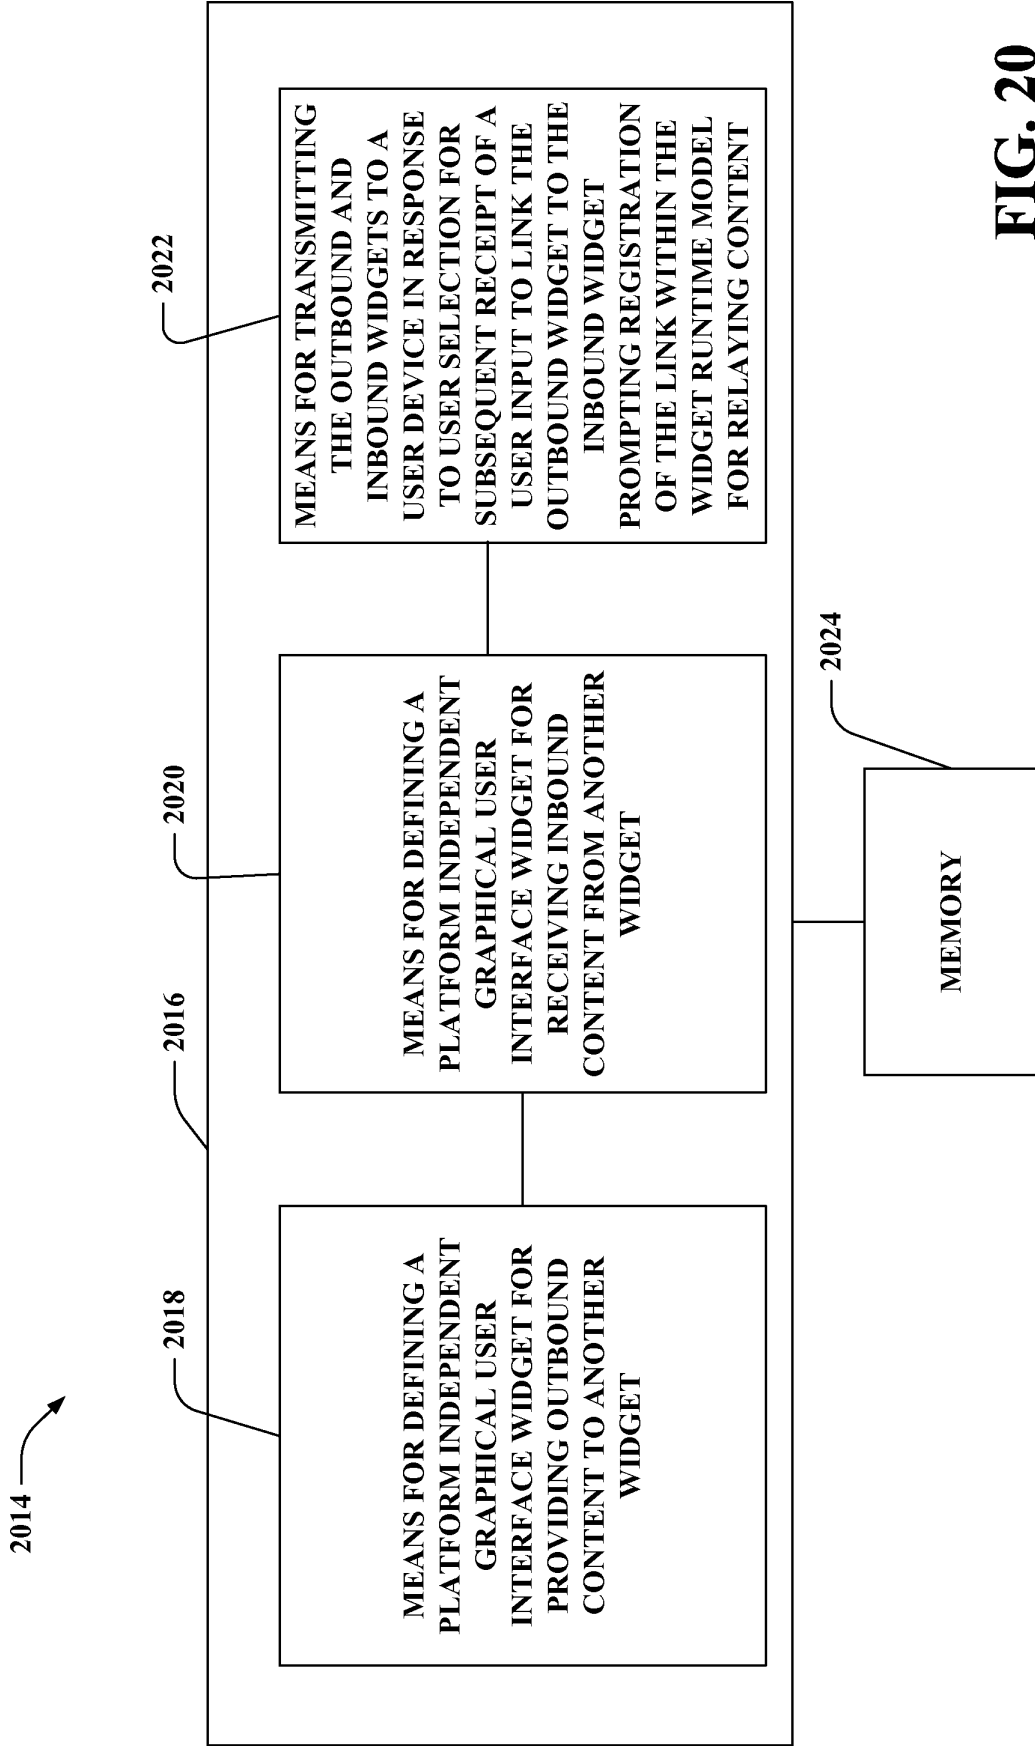 2014
2016
2018
2020
2022
MEANS FOR DEFINING A
PLATFORM INDEPENDENT
GRAPHICAL USER
INTERFACE WIDGET FOR
PROVIDING OUTBOUND
CONTENT TO ANOTHER
WIDGET
MEANS FOR DEFINING A
PLATFORM INDEPENDENT
GRAPHICAL USER
INTERFACE WIDGET FOR
RECEIVING INBOUND
CONTENT FROM ANOTHER
WIDGET
MEANS FOR TRANSMITTING
THE OUTBOUND AND
INBOUND WIDGETS TO A
USER DEVICE IN RESPONSE
TO USER SELECTION FOR
SUBSEQUENT RECEIPT OF A
USER INPUT TO LINK THE
OUTBOUND WIDGET TO THE
INBOUND WIDGET
PROMPTING REGISTRATION
OF THE LINK WITHIN THE
WIDGET RUNTIME MODEL
FOR RELAYING CONTENT
2024
MEMORY
FIG. 20